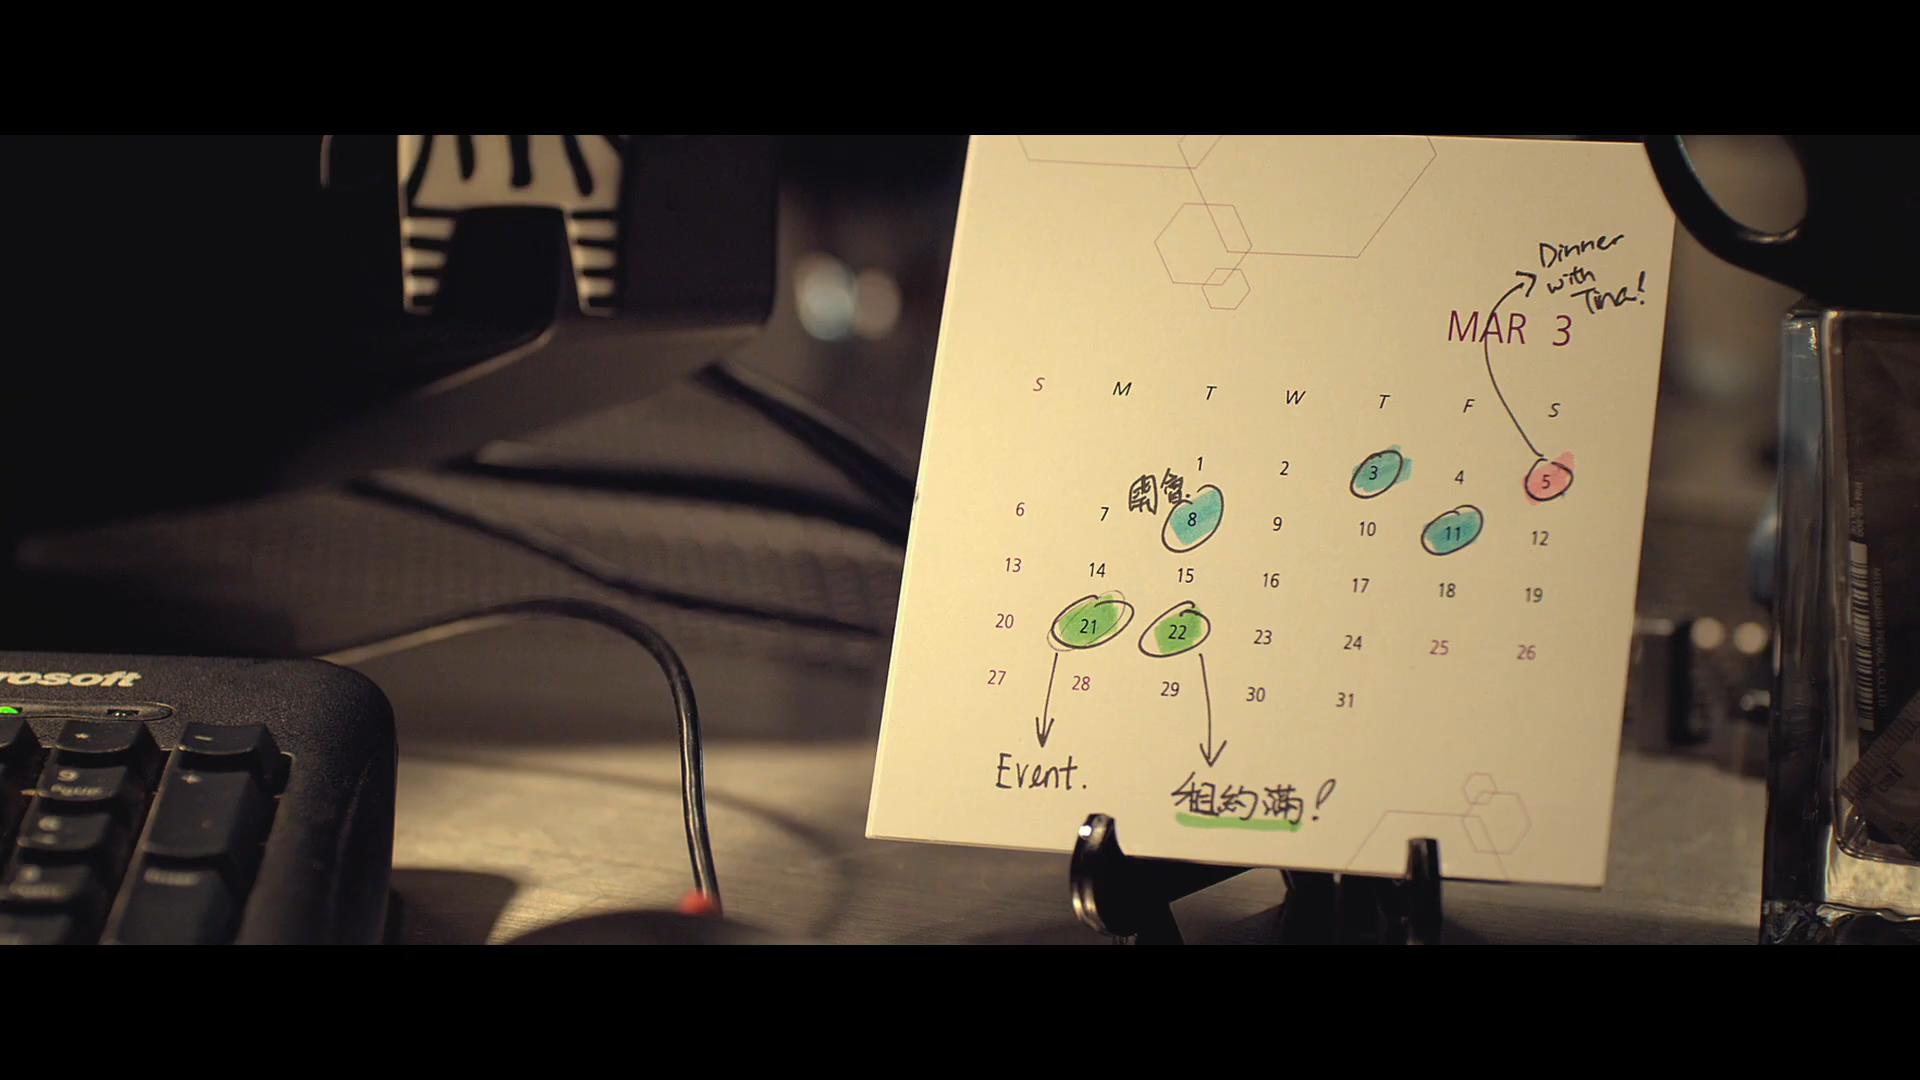 Dinner
with
Tina!
MAR 3
S M T W T F S
1 2 3 4 5
開會.
6 7 8 9 10 11 12
13 14 15 16 17 18 19
20 21 22 23 24 25 26
27 28 29 30 31
Event.
租約滿!
rosoft